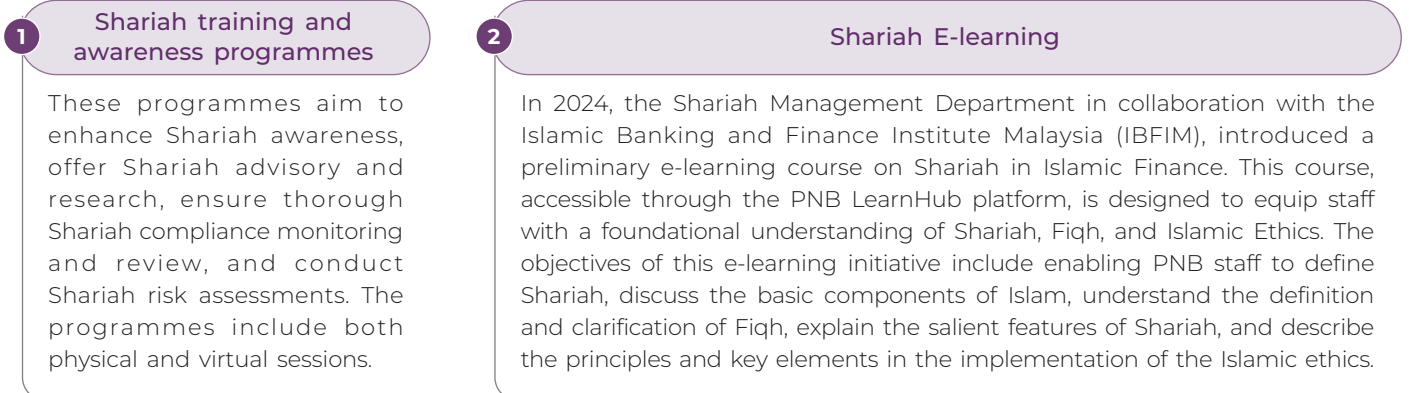 1
Shariah training and
awareness programmes
These programmes aim to
enhance Shariah awareness,
offer Shariah advisory and
research, ensure thorough
Shariah compliance monitoring
and review, and conduct
Shariah risk assessments. The
programmes include both
physical and virtual sessions.
2
Shariah E-learning
In 2024, the Shariah Management Department in collaboration with the
Islamic Banking and Finance Institute Malaysia (IBFIM), introduced a
preliminary e-learning course on Shariah in Islamic Finance. This course,
accessible through the PNB LearnHub platform, is designed to equip staff
with a foundational understanding of Shariah, Fiqh, and Islamic Ethics. The
objectives of this e-learning initiative include enabling PNB staff to define
Shariah, discuss the basic components of Islam, understand the definition
and clarification of Fiqh, explain the salient features of Shariah, and describe
the principles and key elements in the implementation of the Islamic ethics.